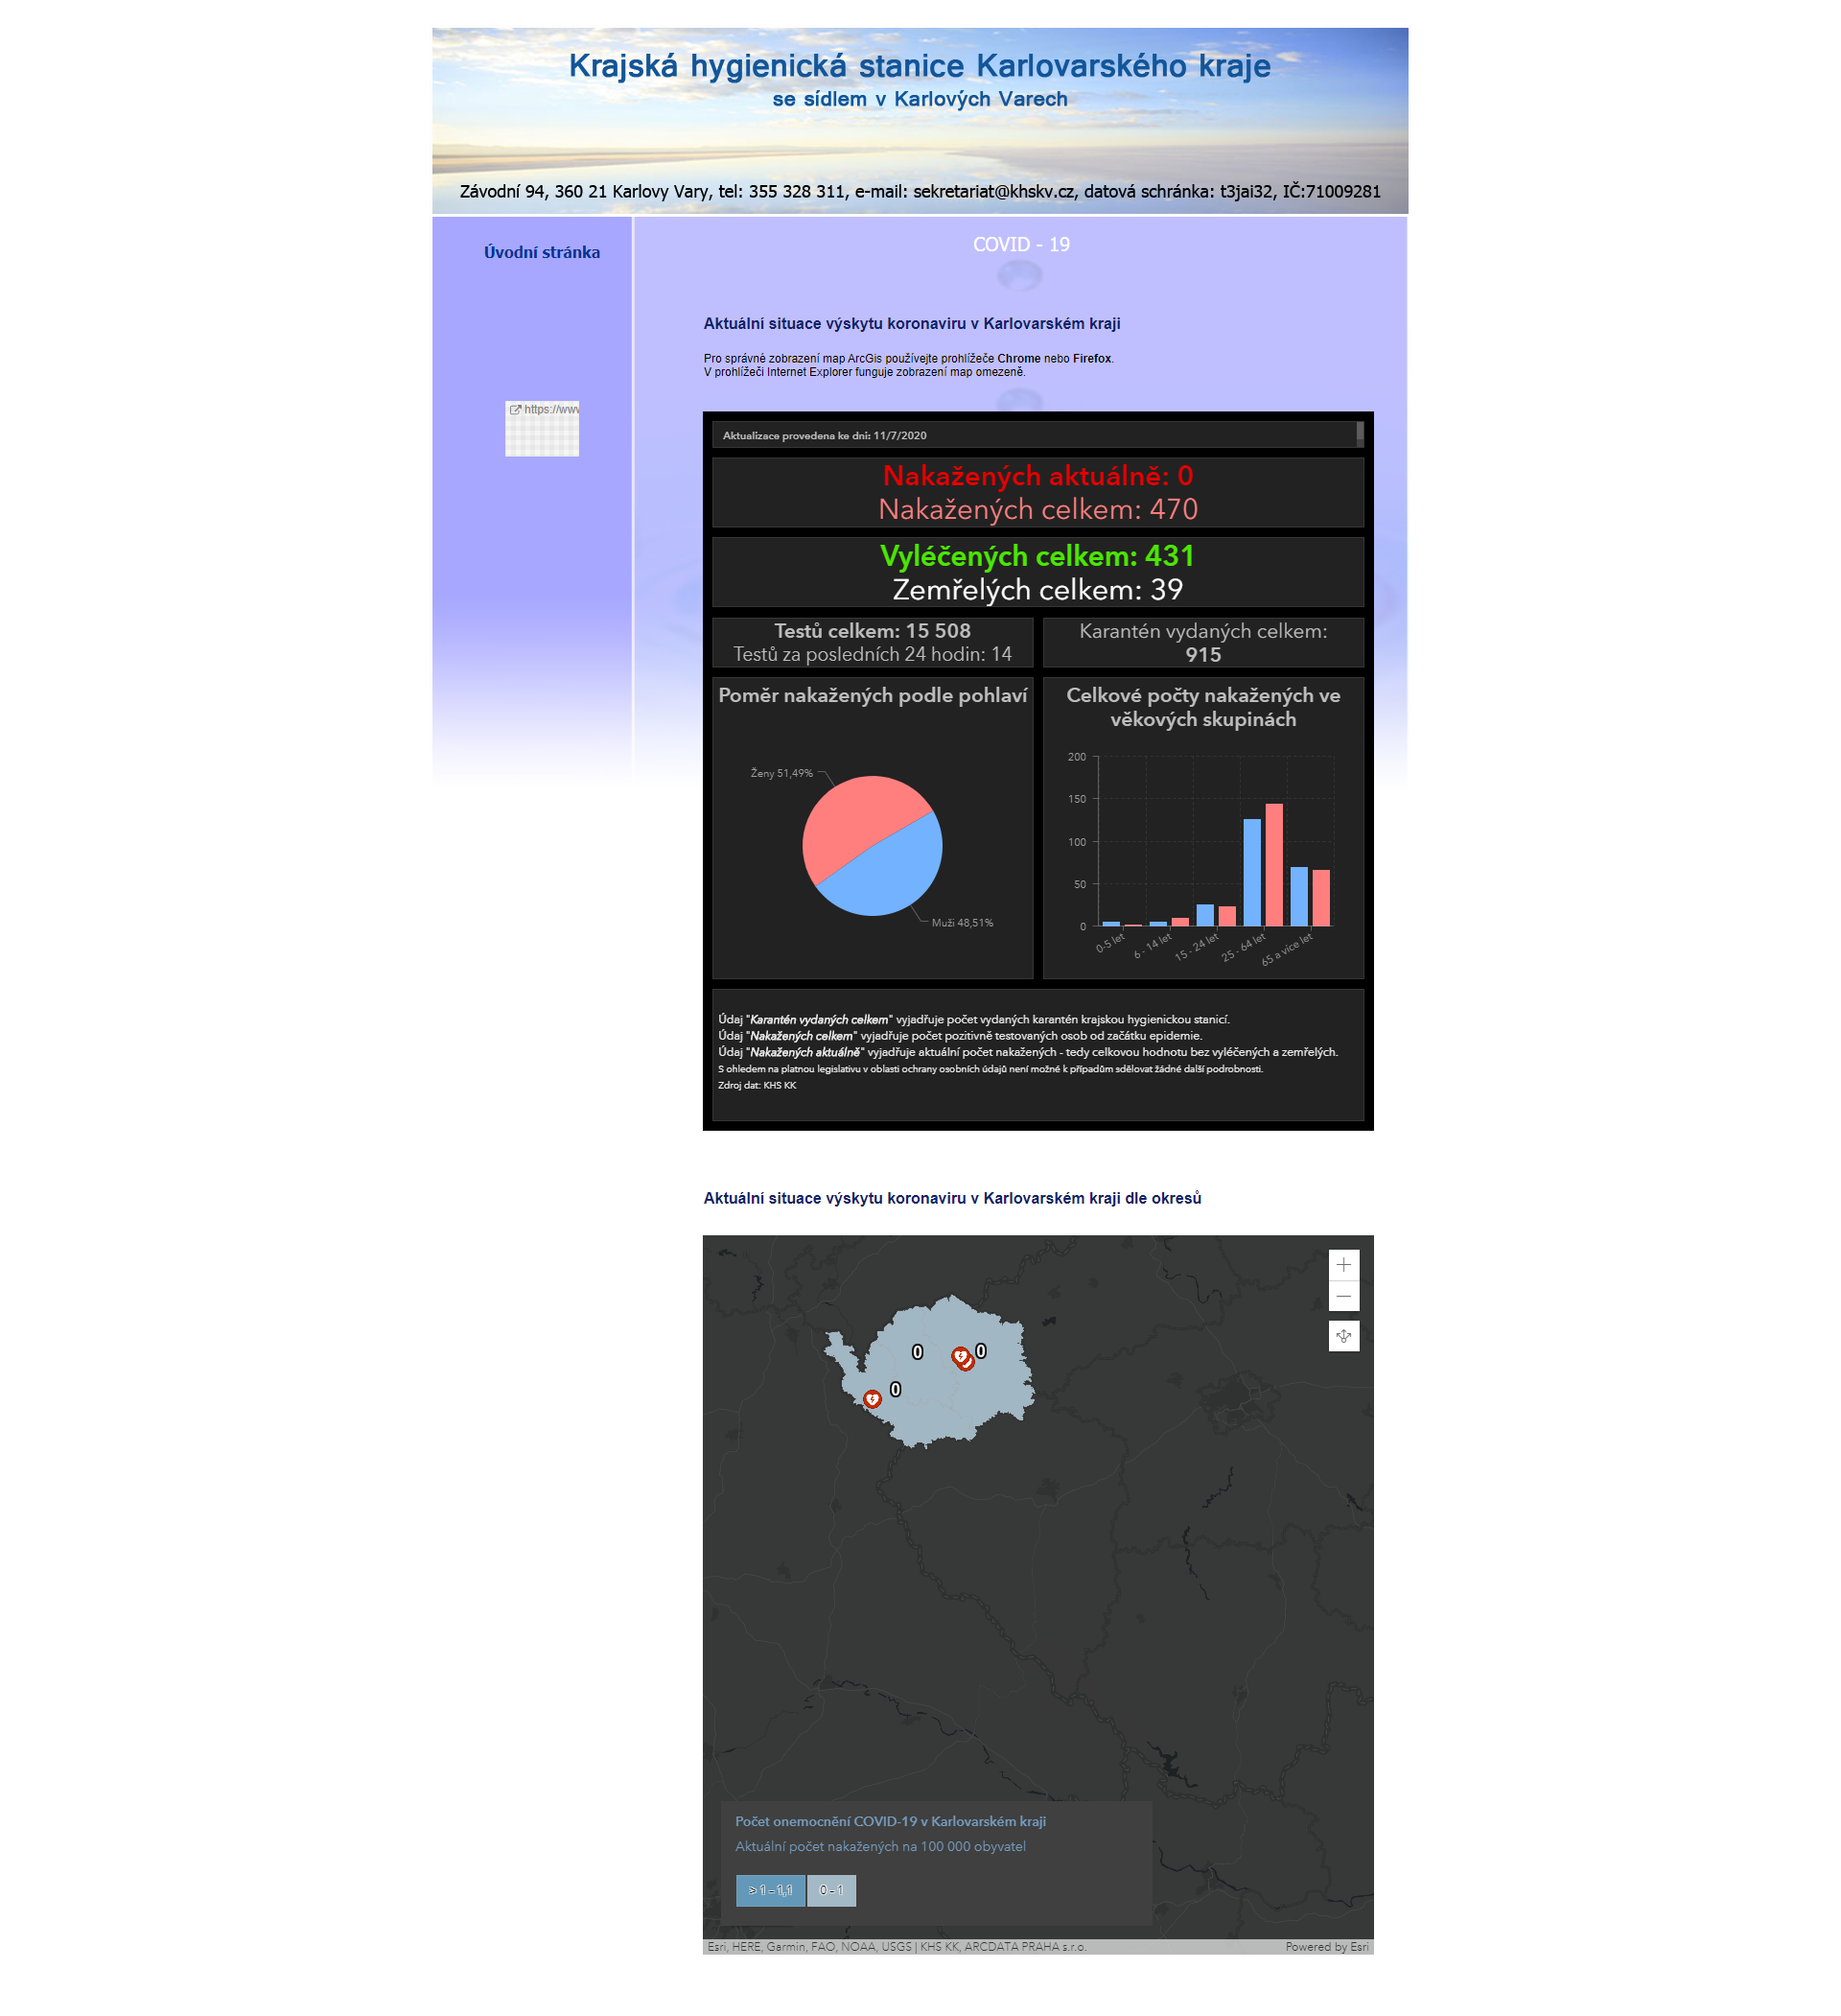 Krajská hygienická stanice Karlovarského kraje
se sídlem v Karlových Varech
Závodní 94, 360 21 Karlovy Vary, tel: 355 328 311, e-mail: sekretariat@khskv.cz, datová schránka: t3jai32, IČ:71009281
Úvodní stránka
https://www
COVID - 19
Aktuální situace výskytu koronaviru v Karlovarském kraji
Pro správné zobrazení map ArcGis používejte prohlížeče Chrome nebo Firefox.
V prohlížeči Internet Explorer funguje zobrazení map omezeně.
Aktualizace provedena ke dni: 11/7/2020
Nakažených aktuálně: 0
Nakažených celkem: 470
Vyléčených celkem: 431
Zemřelých celkem: 39
Testů celkem: 15 508
Testů za posledních 24 hodin: 14
Karantén vydaných celkem:
915
Poměr nakažených podle pohlaví
Ženy 51,49%
Muži 48,51%
Celkové počty nakažených ve
věkových skupinách
200
150
100
50
0
0-5 let
6 - 14 let
15 - 24 let
25 - 64 let
65 a více let
Údaj "Karantén vydaných celkem" vyjadřuje počet vydaných karantén krajskou hygienickou stanicí.
Údaj "Nakažených celkem" vyjadřuje počet pozitivně testovaných osob od začátku epidemie.
Údaj "Nakažených aktuálně" vyjadřuje aktuální počet nakažených - tedy celkovou hodnotu bez vyléčených a zemřelých.
S ohledem na platnou legislativu v oblasti ochrany osobních údajů není možné k případům sdělovat žádné další podrobnosti.
Zdroj dat: KHS KK
Aktuální situace výskytu koronaviru v Karlovarském kraji dle okresů
0
0
0
Počet onemocnění COVID-19 v Karlovarském kraji
Aktuální počet nakažených na 100 000 obyvatel
> 1 – 1,1
0 – 1
Esri, HERE, Garmin, FAO, NOAA, USGS | KHS KK, ARCDATA PRAHA s.r.o.
Powered by Esri